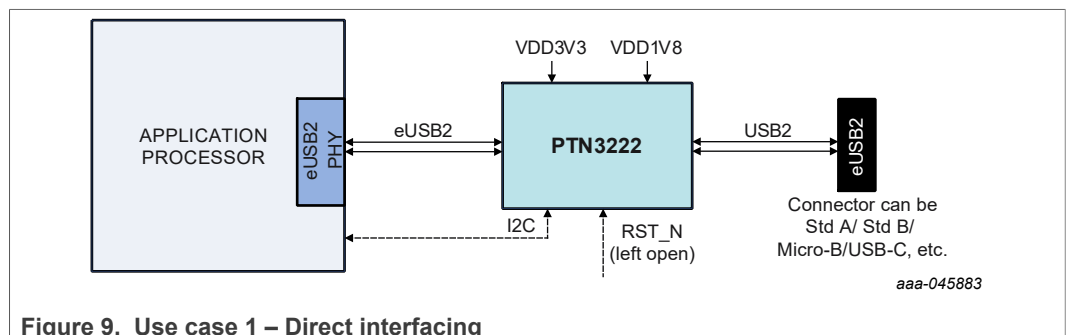 VDD3V3 VDD1V8
APPLICATION
PROCESSOR
eUSB2
PHY
eUSB2
PTN3222
USB2
eUSB2
I2C
RST_N
(left open)
Connector can be
Std A/ Std B/
Micro-B/USB-C, etc.
aaa-045883
Figure 9. Use case 1 – Direct interfacing